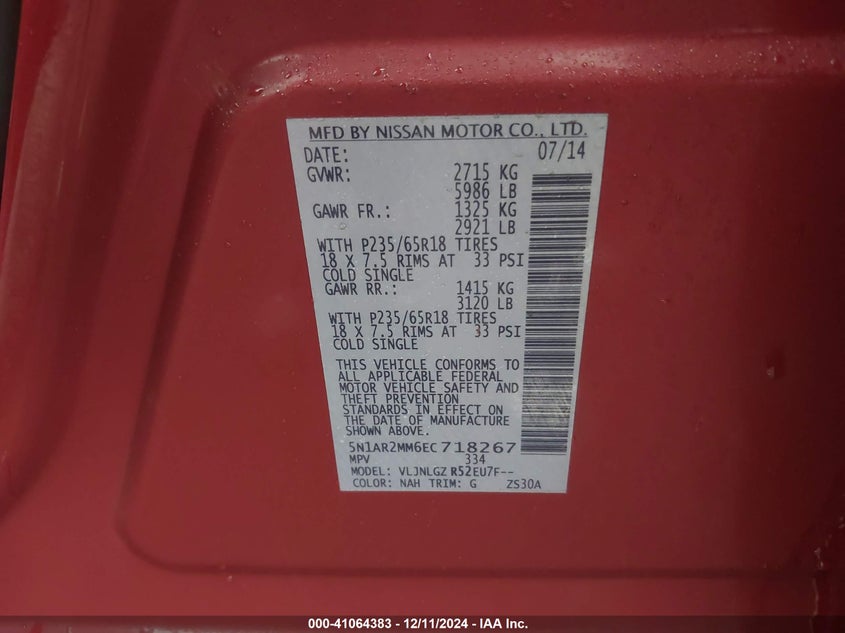 MFD BY NISSAN MOTOR CO., LTD.
DATE: 07/14
GVWR: 2715 KG
5986 LB
GAWR FR.: 1325 KG
2921 LB
WITH P235/65R18 TIRES
18 X 7.5 RIMS AT 33 PSI
COLD SINGLE
GAWR RR.: 1415 KG
3120 LB
WITH P235/65R18 TIRES
18 X 7.5 RIMS AT 33 PSI
COLD SINGLE
THIS VEHICLE CONFORMS TO
ALL APPLICABLE FEDERAL
MOTOR VEHICLE SAFETY AND
THEFT PREVENTION
STANDARDS IN EFFECT ON
THE DATE OF MANUFACTURE
SHOWN ABOVE.
5N1AR2MM6EC718267
MPV 334
MODEL: VLJNLGZ R52EU7F--
COLOR: NAH TRIM: G ZS30A
000-41064383 - 12/11/2024 - IAA Inc.